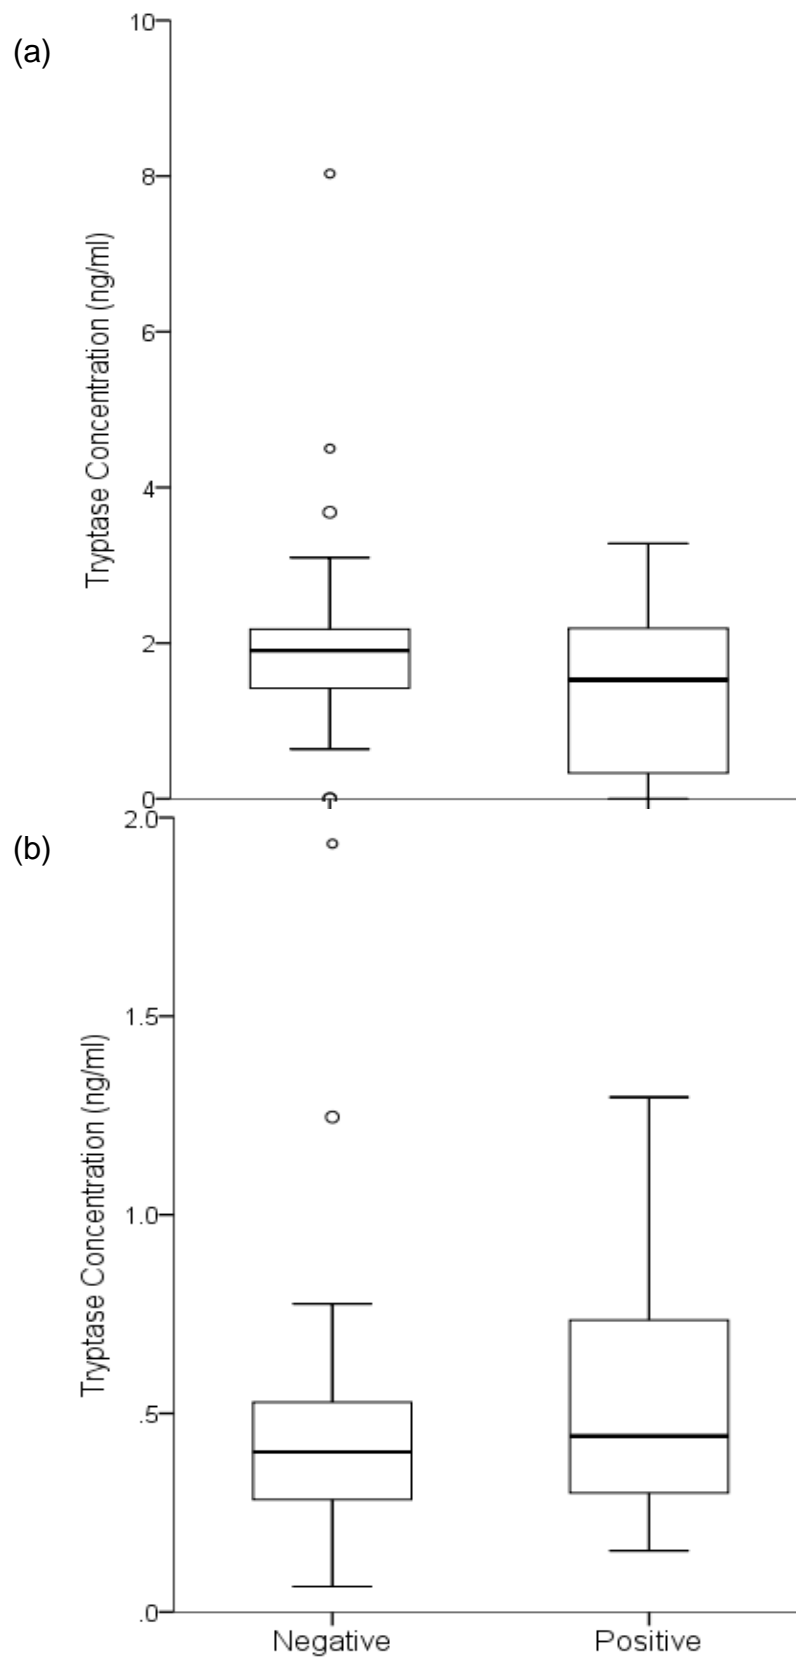 (a)
Tryptase Concentration (ng/ml)
10
8
6
4
2
0
(b)
Tryptase Concentration (ng/ml)
2.0
1.5
1.0
.5
.0
Negative Positive